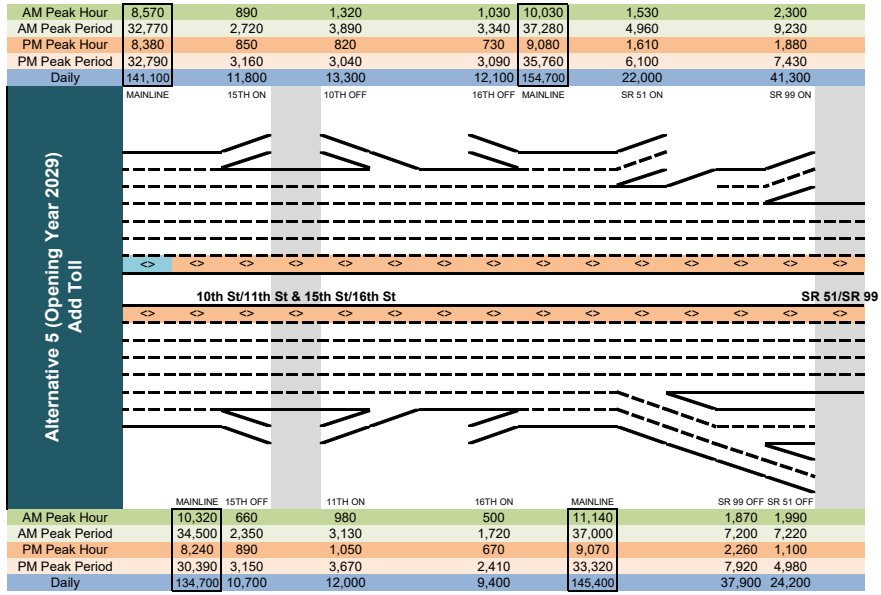 AM Peak Hour 8,570 890 1,320 1,030 10,030 1,530 2,300
AM Peak Period 32,770 2,720 3,890 3,340 37,280 4,960 9,230
PM Peak Hour 8,380 850 820 730 9,080 1,610 1,880
PM Peak Period 32,790 3,160 3,040 3,090 35,760 6,100 7,430
Daily 141,100 11,800 13,300 12,100 154,700 22,000 41,300
MAINLINE 15TH ON 10TH OFF 16TH OFF MAINLINE SR 51 ON SR 99 ON
Alternative 5 (Opening Year 2029)
Add Toll
<> <> <> <> <> <> <> <> <> <> <> <> <> <> <>
10th St/11th St & 15th St/16th St SR 51/SR 99
<> <> <> <> <> <> <> <> <> <> <> <> <> <> <>
MAINLINE 15TH OFF 11TH ON 16TH ON MAINLINE SR 99 OFF SR 51 OFF
AM Peak Hour 10,320 660 980 500 11,140 1,870 1,990
AM Peak Period 34,500 2,350 3,130 1,720 37,000 7,200 7,220
PM Peak Hour 8,240 890 1,050 670 9,070 2,260 1,100
PM Peak Period 30,390 3,150 3,670 2,410 33,320 7,920 4,980
Daily 134,700 10,700 12,000 9,400 145,400 37,900 24,200